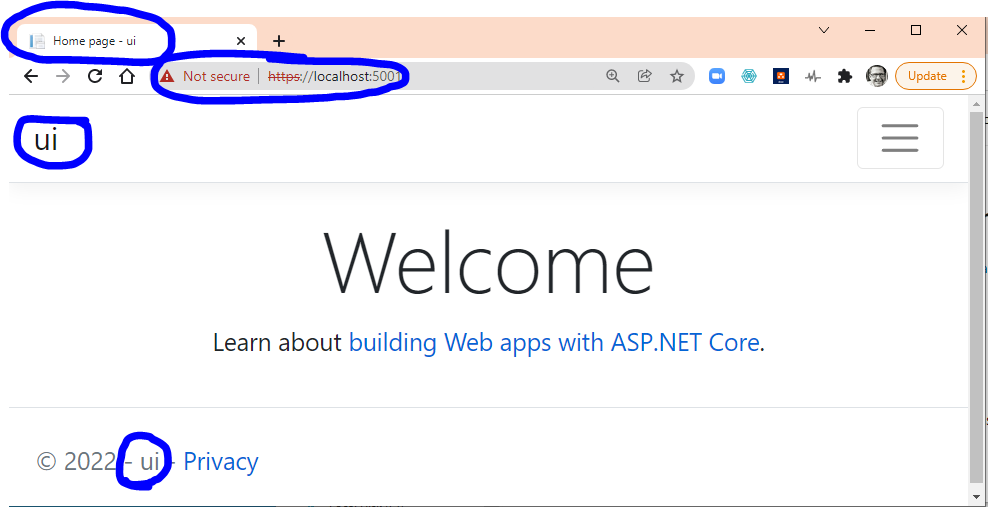 Home page - ui
Not secure https://localhost:5001
Update
ui
Welcome
Learn about building Web apps with ASP.NET Core.
© 2022 - ui - Privacy